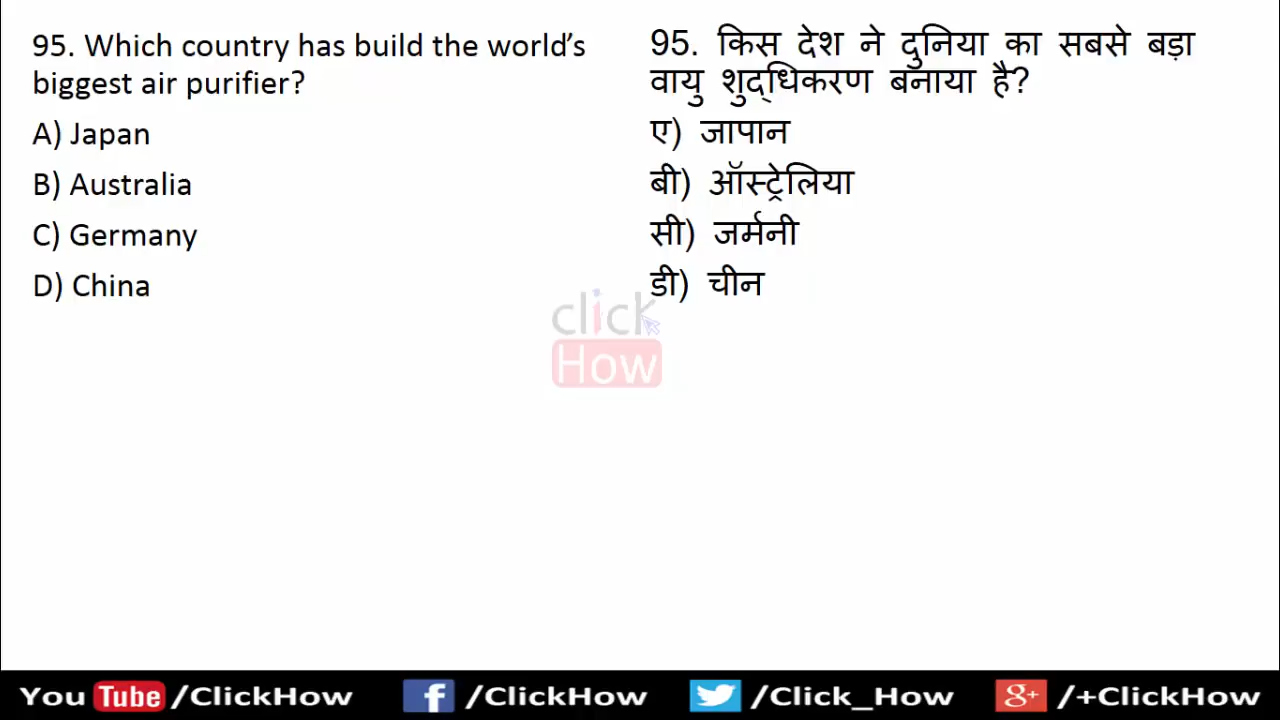 95. Which country has build the world’s
biggest air purifier?
A) Japan
B) Australia
C) Germany
D) China
95. किस देश ने दुनिया का सबसे बड़ा
वायु शुद्‌धिकरण बनाया है?
ए) जापान
बी) ऑस्ट्रेलिया
सी) जर्मनी
डी) चीन
click
How
You Tube /ClickHow f /ClickHow /Click_How g+ /+ClickHow